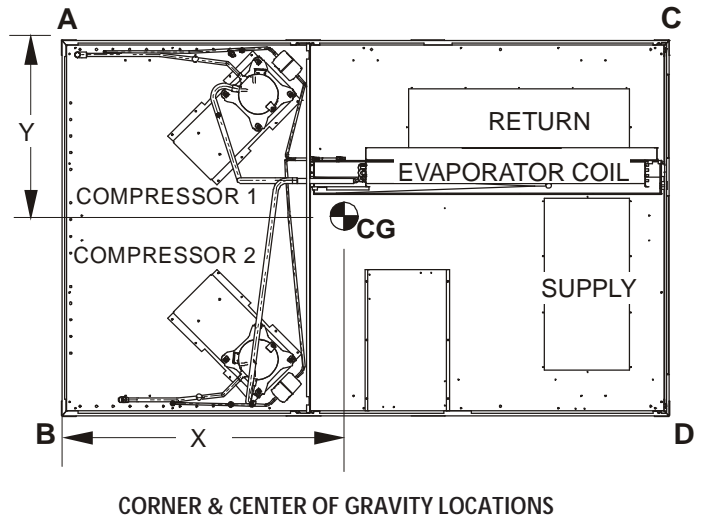 A
C
Y
RETURN
EVAPORATOR COIL
COMPRESSOR 1
CG
COMPRESSOR 2
SUPPLY
B
X
D
CORNER & CENTER OF GRAVITY LOCATIONS